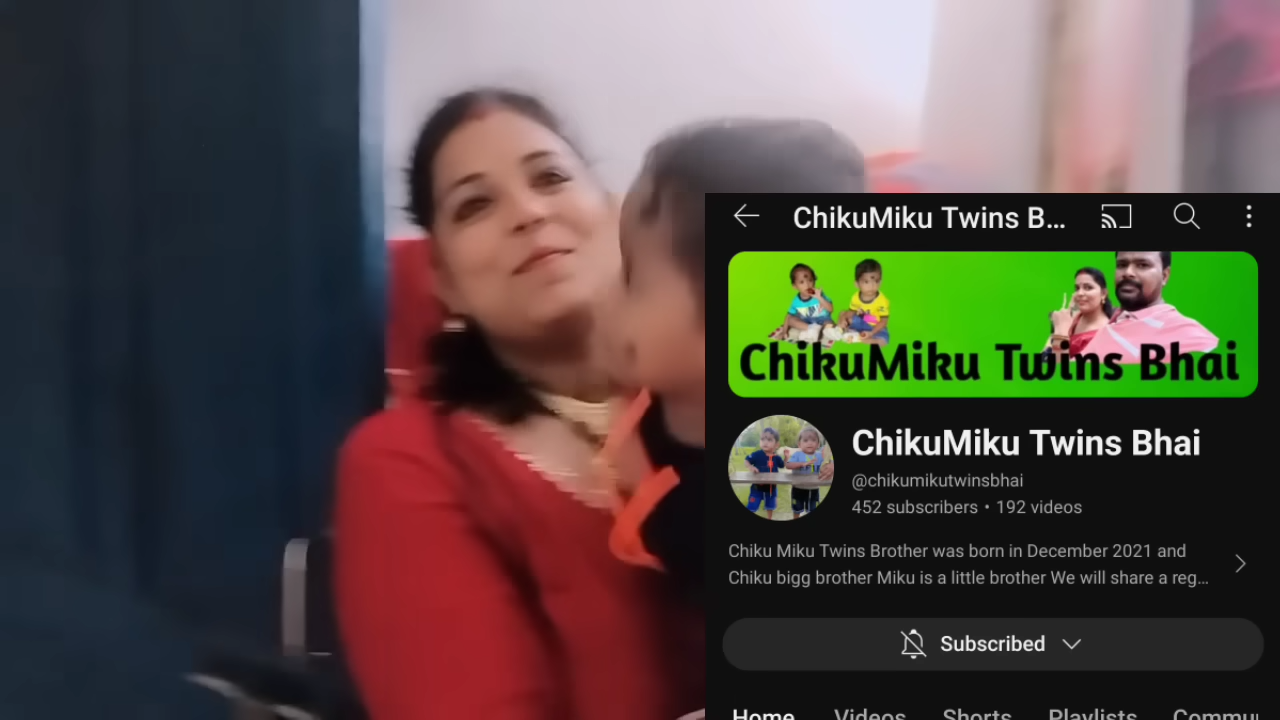 ChikuMiku Twins B...
ChikuMiku Twins Bhai
ChikuMiku Twins Bhai
@chikumikutwinsbhai
452 subscribers • 192 videos
Chiku Miku Twins Brother was born in December 2021 and
Chiku bigg brother Miku is a little brother We will share a reg...
Subscribed
Home Videos Shorts Playlists Commu